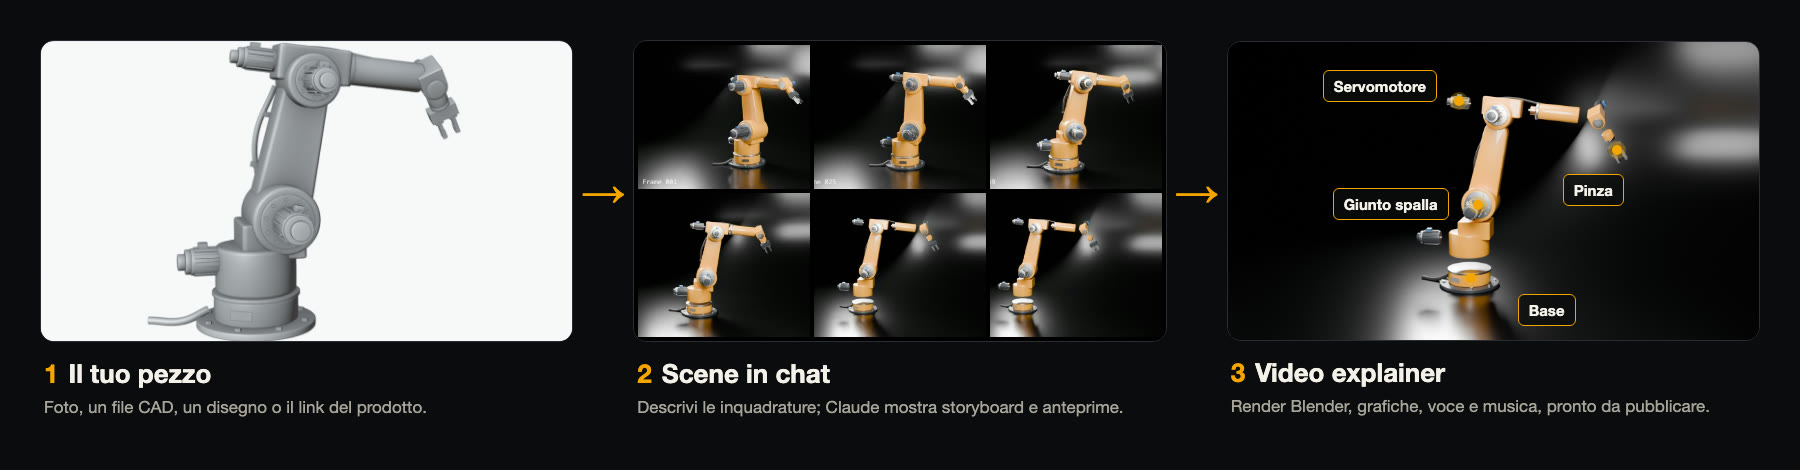 Frame 001
Servomotore
Giunto spalla
Pinza
Base
1 Il tuo pezzo
Foto, un file CAD, un disegno o il link del prodotto.
2 Scene in chat
Descrivi le inquadrature; Claude mostra storyboard e anteprime.
3 Video explainer
Render Blender, grafiche, voce e musica, pronto da pubblicare.